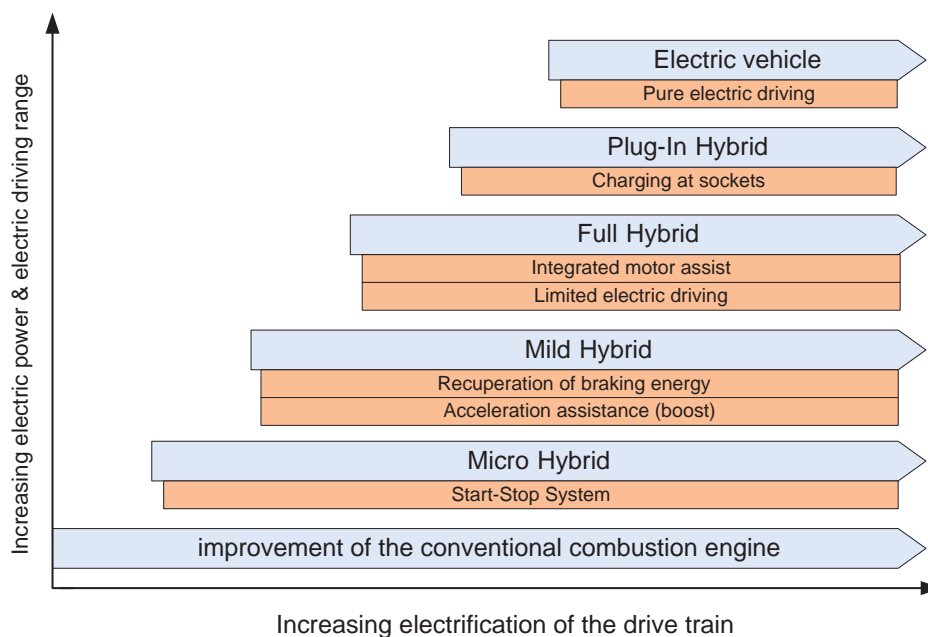 Increasing electric power & electric driving range
Electric vehicle
Pure electric driving
Plug-In Hybrid
Charging at sockets
Full Hybrid
Integrated motor assist
Limited electric driving
Mild Hybrid
Recuperation of braking energy
Acceleration assistance (boost)
Micro Hybrid
Start-Stop System
improvement of the conventional combustion engine
Increasing electrification of the drive train